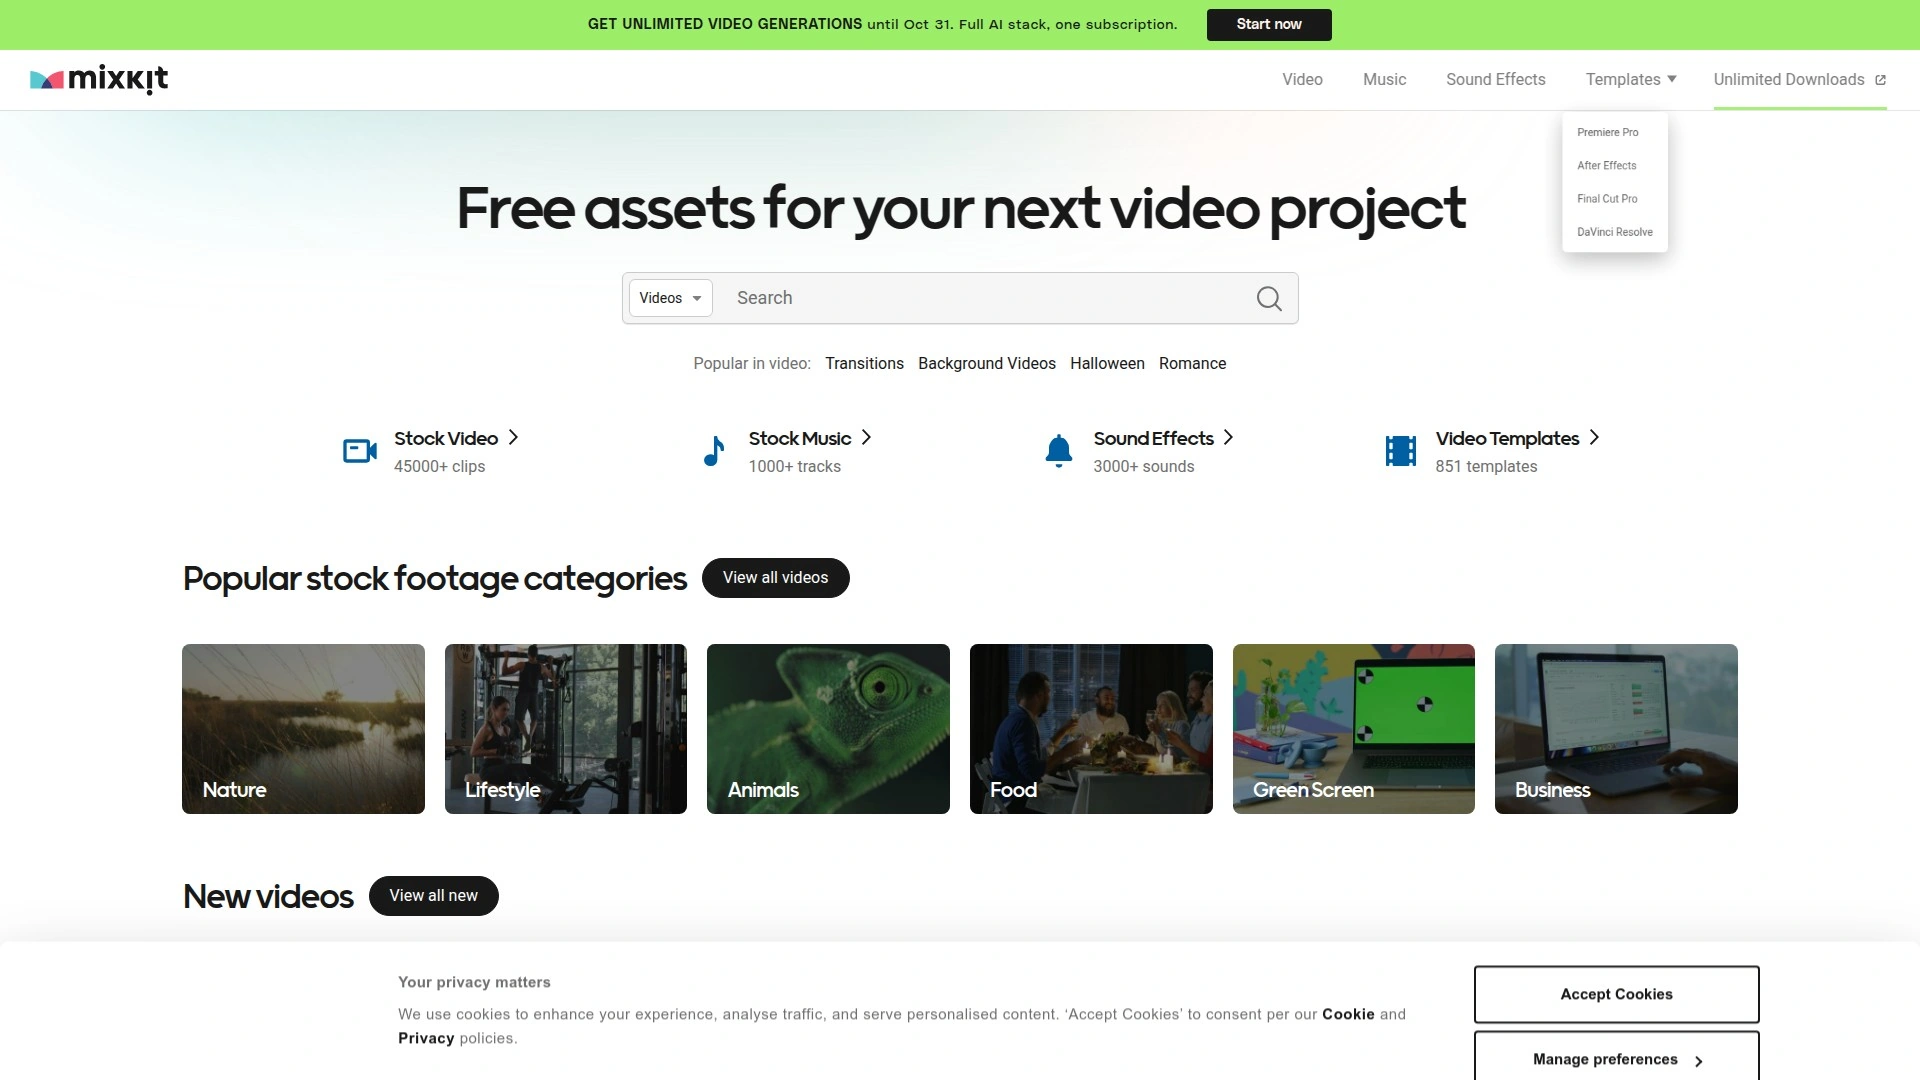 GET UNLIMITED VIDEO GENERATIONS until Oct 31. Full AI stack, one subscription.
Start now
mixkit
Video
Music
Sound Effects
Templates
Unlimited Downloads
Premiere Pro
After Effects
Final Cut Pro
DaVinci Resolve
Free assets for your next video project
Videos
Search
Popular in video: Transitions Background Videos Halloween Romance
Stock Video
45000+ clips
Stock Music
1000+ tracks
Sound Effects
3000+ sounds
Video Templates
851 templates
Popular stock footage categories
View all videos
Nature
Lifestyle
Animals
Food
Green Screen
Business
New videos
View all new
Your privacy matters
We use cookies to enhance your experience, analyse traffic, and serve personalised content. ‘Accept Cookies’ to consent per our Cookie and
Privacy policies.
Accept Cookies
Manage preferences